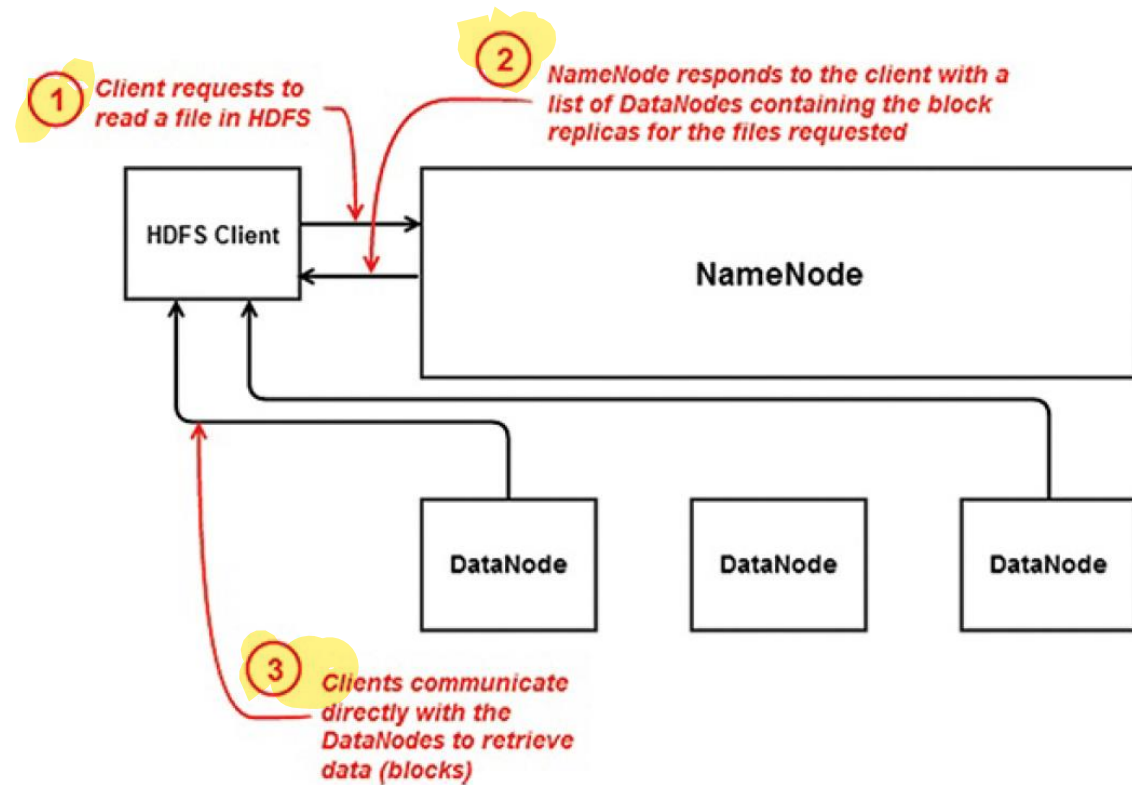 1
Client requests to
read a file in HDFS
2
NameNode responds to the client with a
list of DataNodes containing the block
replicas for the files requested
HDFS Client
NameNode
DataNode
DataNode
DataNode
3
Clients communicate
directly with the
DataNodes to retrieve
data (blocks)